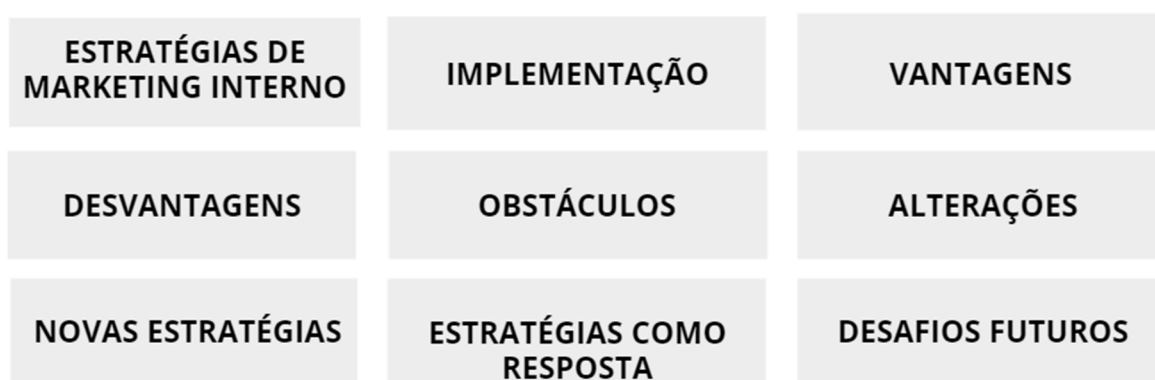 ESTRATÉGIAS DE
MARKETING INTERNO
IMPLEMENTAÇÃO
VANTAGENS
DESVANTAGENS
OBSTÁCULOS
ALTERAÇÕES
NOVAS ESTRATÉGIAS
ESTRATÉGIAS COMO
RESPOSTA
DESAFIOS FUTUROS